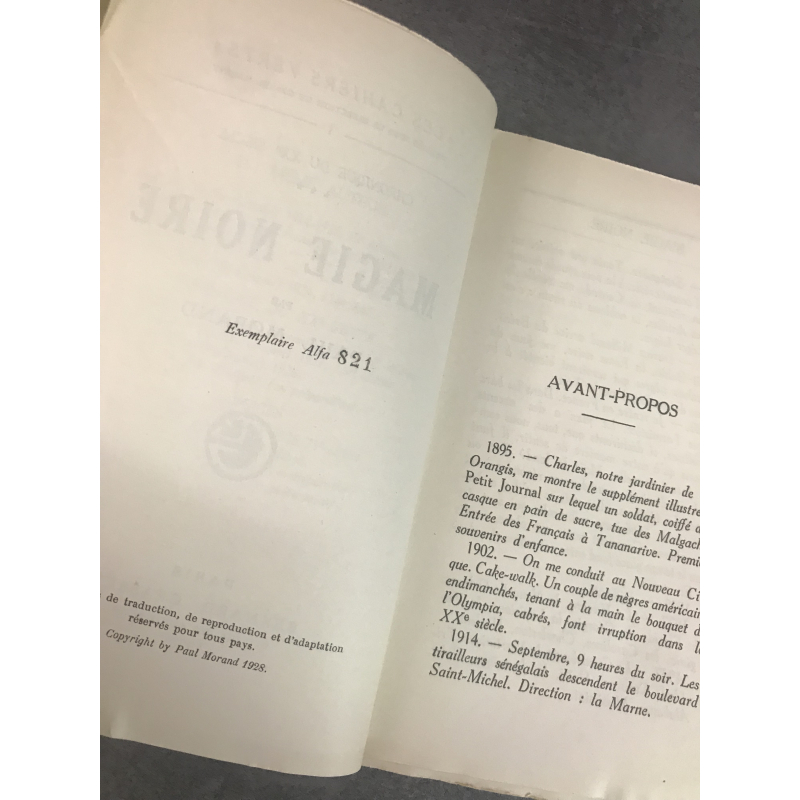 MAGIE NOIRE
Exemplaire Alfa 821
de traduction, de reproduction et d'adaptation
réservés pour tous pays.
Copyright by Paul Morand 1928.
AVANT-PROPOS
1895. — Charles, notre jardinier de
Orangis, me montre le supplément illustré
Petit Journal sur lequel un soldat, coiffé
casque en pain de sucre, tue des Malgach
Entrée des Français à Tananarive. Premi
souvenirs d'enfance.
1902. — On me conduit au Nouveau Ci
que. Cake-walk. Un couple de nègres américain
endimanchés, tenant à la main le bouquet d
l'Olympia, cabrés, font irruption dans l
XXe siècle.
1914. — Septembre, 9 heures du soir. Les
tirailleurs sénégalais descendent le boulevard
Saint-Michel. Direction : la Marne.